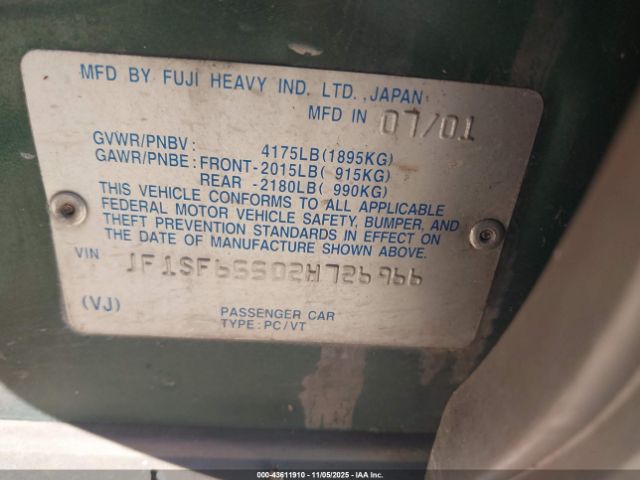 MFD BY FUJI HEAVY IND. LTD., JAPAN
MFD IN 07/01
GVWR/PNBV: 4175LB(1895KG)
GAWR/PNBE: FRONT-2015LB( 915KG)
REAR -2180LB( 990KG)
THIS VEHICLE CONFORMS TO ALL APPLICABLE
FEDERAL MOTOR VEHICLE SAFETY, BUMPER, AND
THEFT PREVENTION STANDARDS IN EFFECT ON
THE DATE OF MANUFACTURE SHOWN ABOVE.
VIN JF1SF65502H726966
(VJ) PASSENGER CAR
TYPE: PC/VT
000-43611910 - 11/05/2025 - IAAI.COM